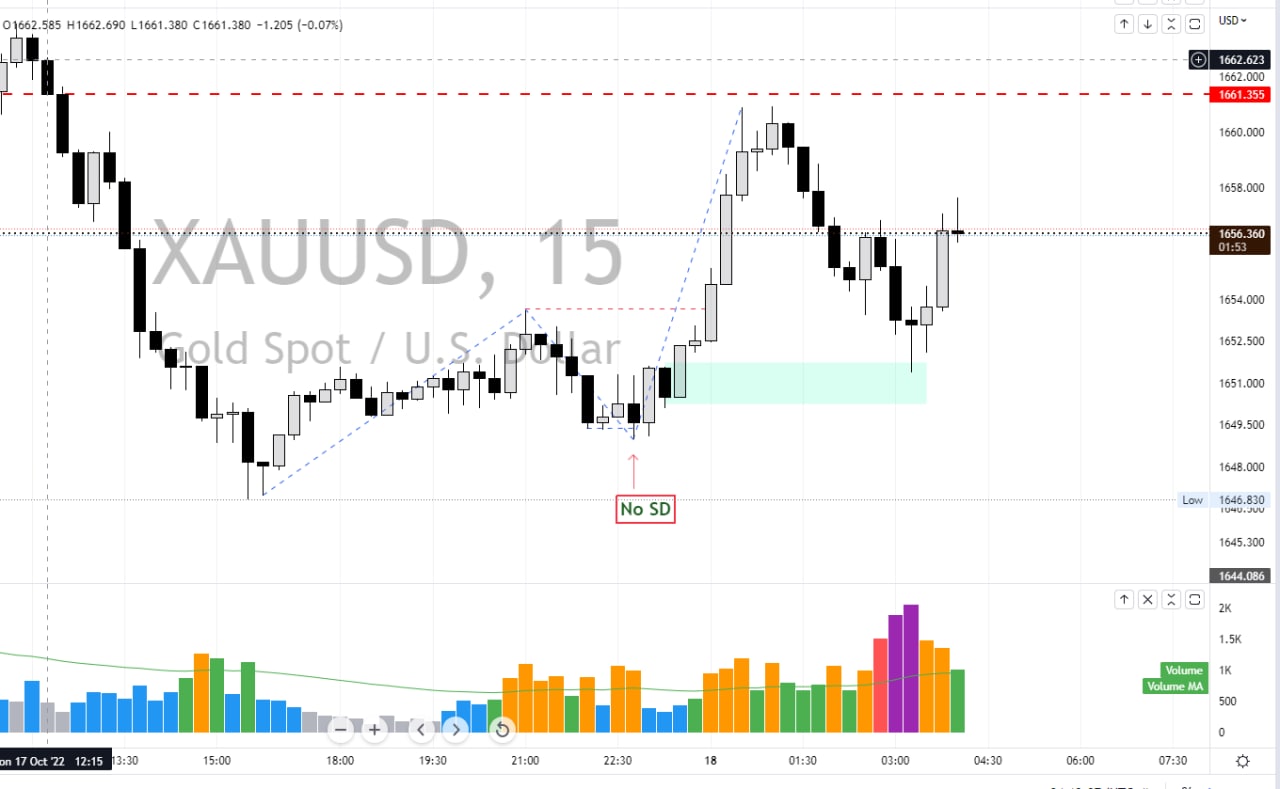 O1662.585 H1662.690 L1661.380 C1661.380 −1.205 (−0.07%)
USD
1662.623
1662.000
1661.355
1660.000
1658.000
XAUUSD, 15
1656.360
01:53
1654.000
Gold Spot / U.S. Dollar
1652.500
1651.000
1649.500
1648.000
Low 1646.830
No SD
1645.300
1644.086
2K
1.5K
Volume 1K
Volume MA
500
0
on 17 Oct '22 12:15 13:30 15:00 18:00 19:30 21:00 22:30 18 01:30 03:00 04:30 06:00 07:30